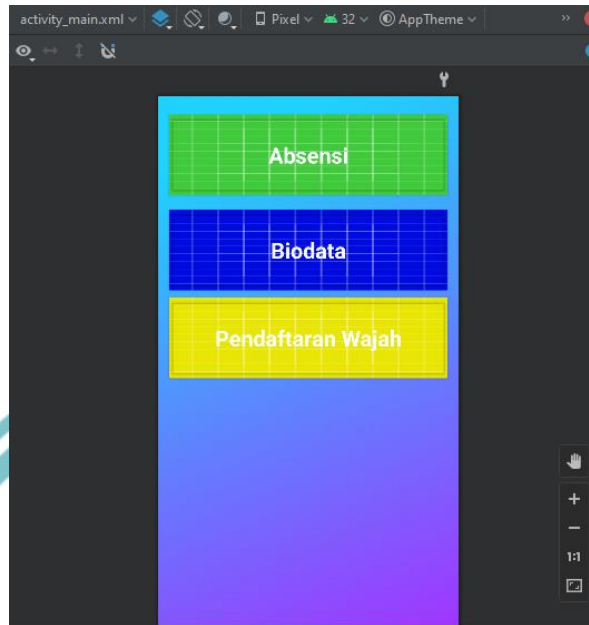 activity_main.xml Pixel 32 AppTheme
Absensi
Biodata
Pendaftaran Wajah
1:1